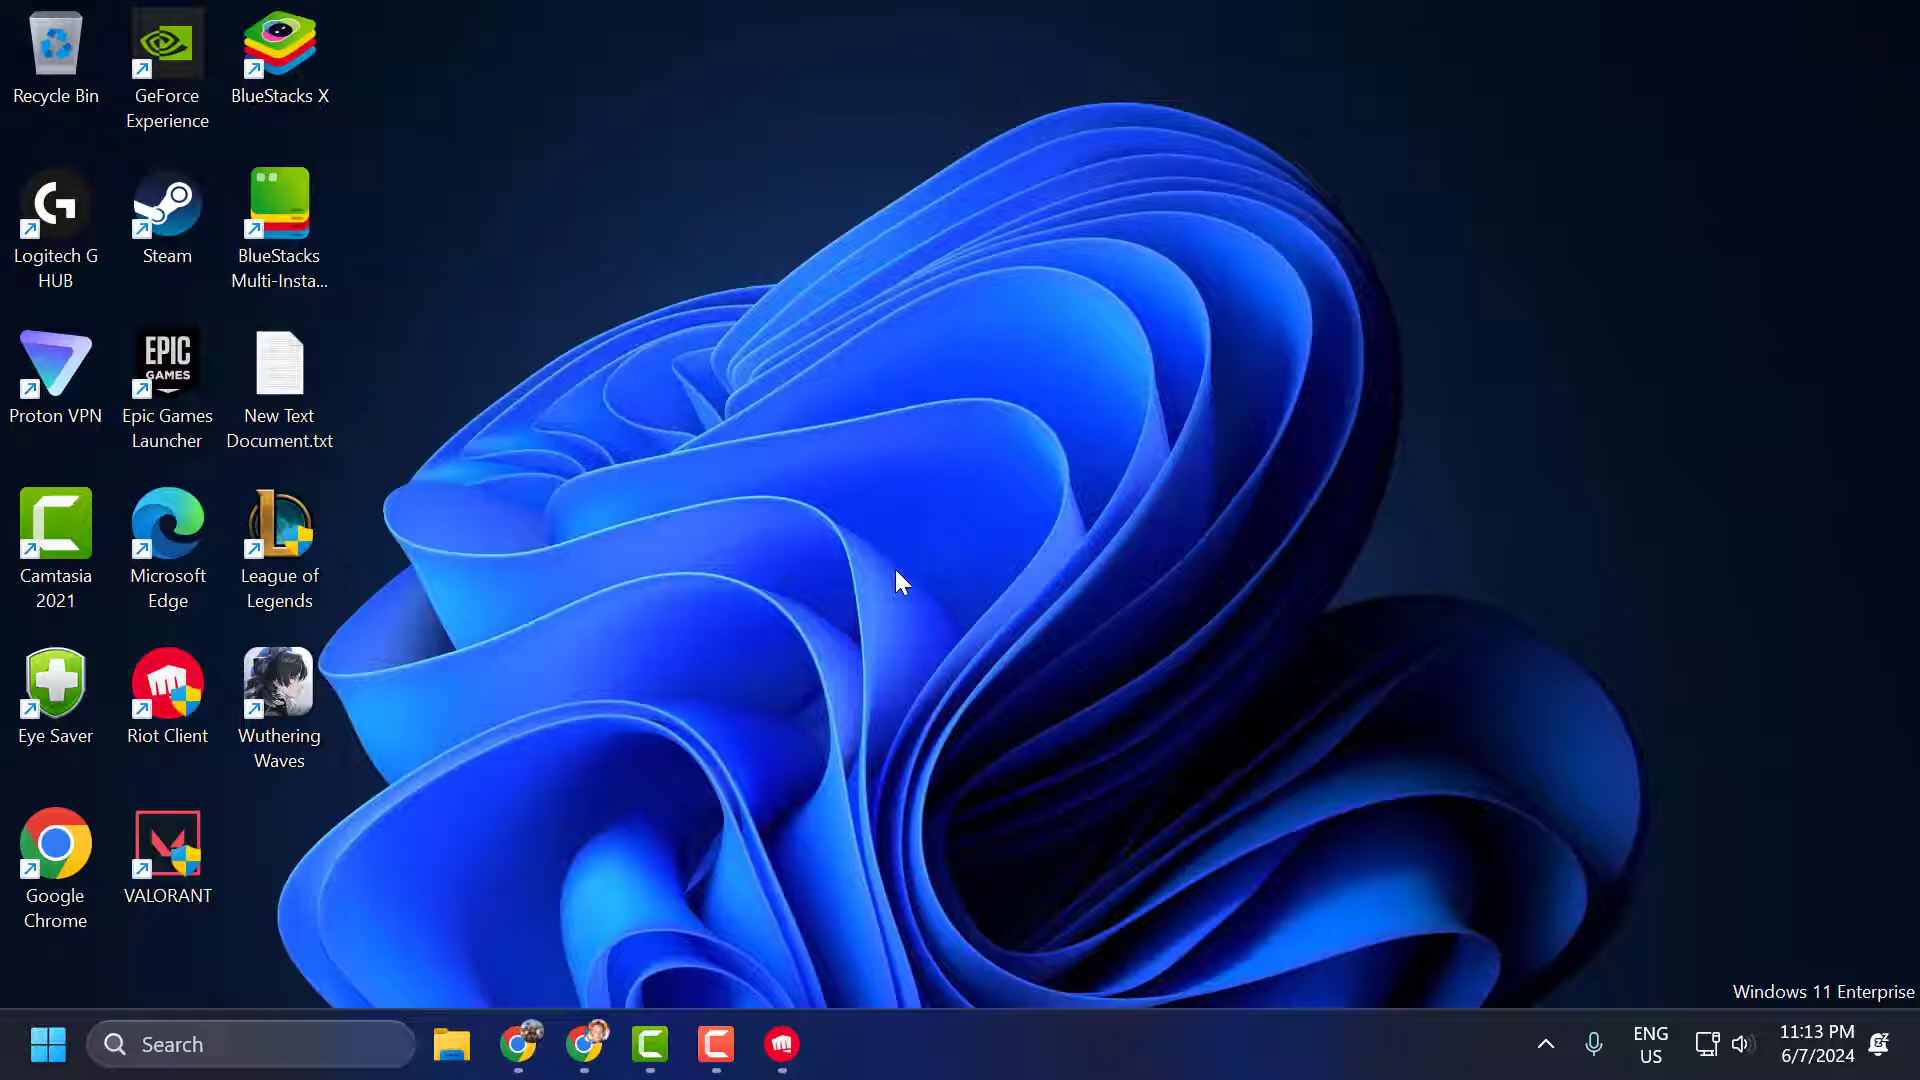 Recycle Bin
GeForce
Experience
BlueStacks X
Logitech G
HUB
Steam
BlueStacks
Multi-Insta...
Proton VPN
EPIC
GAMES
Epic Games
Launcher
New Text
Document.txt
Camtasia
2021
Microsoft
Edge
League of
Legends
Eye Saver
Riot Client
Wuthering
Waves
Google
Chrome
VALORANT
Windows 11 Enterprise
Search
ENG
US
11:13 PM
6/7/2024